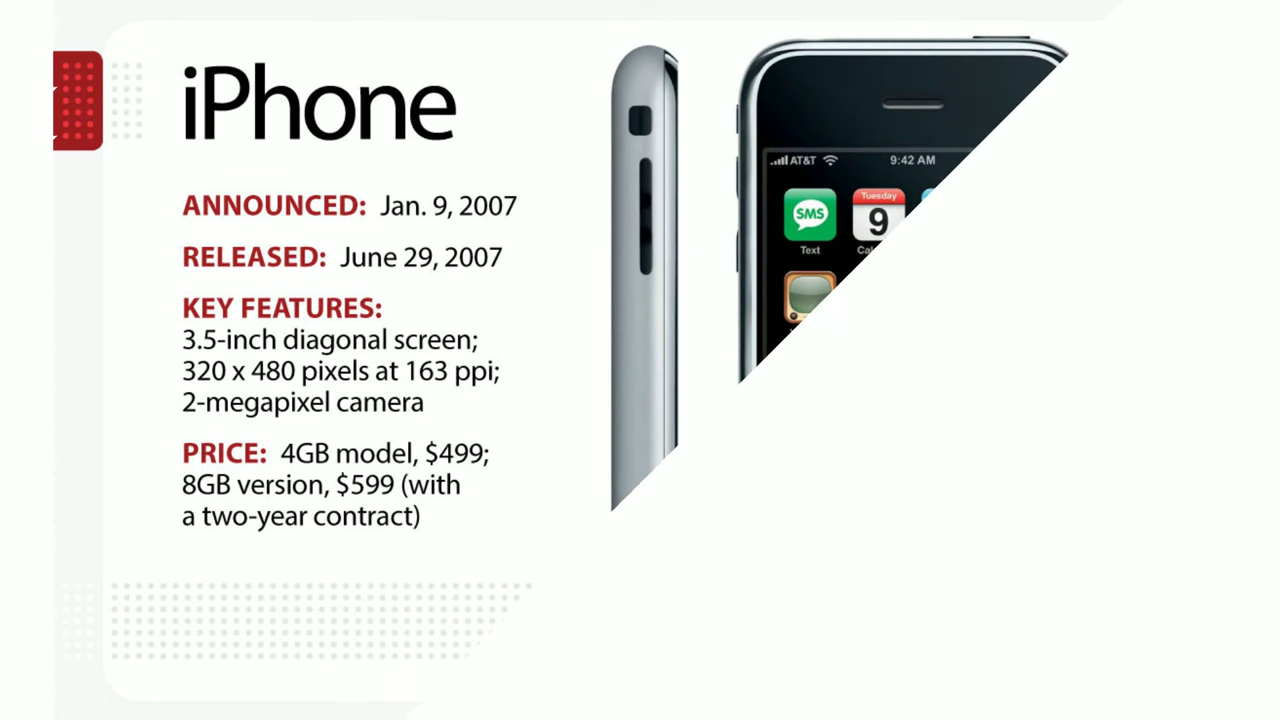 iPhone
ANNOUNCED: Jan. 9, 2007
RELEASED: June 29, 2007
KEY FEATURES:
3.5-inch diagonal screen;
320 x 480 pixels at 163 ppi;
2-megapixel camera
PRICE: 4GB model, $499;
8GB version, $599 (with
a two-year contract)
AT&T 9:42 AM
SMS
Tuesday
9
Text